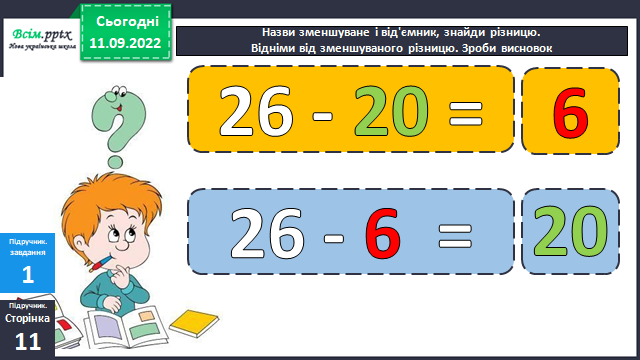 Всім.pptx
Нова українська школа
Сьогодні
11.09.2022
Назви зменшуване і від'ємник, знайди різницю.
Відніми від зменшуваного різницю. Зроби висновок
26 - 20 = 6
26 - 6 = 20
Підручник.
завдання
1
Підручник.
Сторінка
11